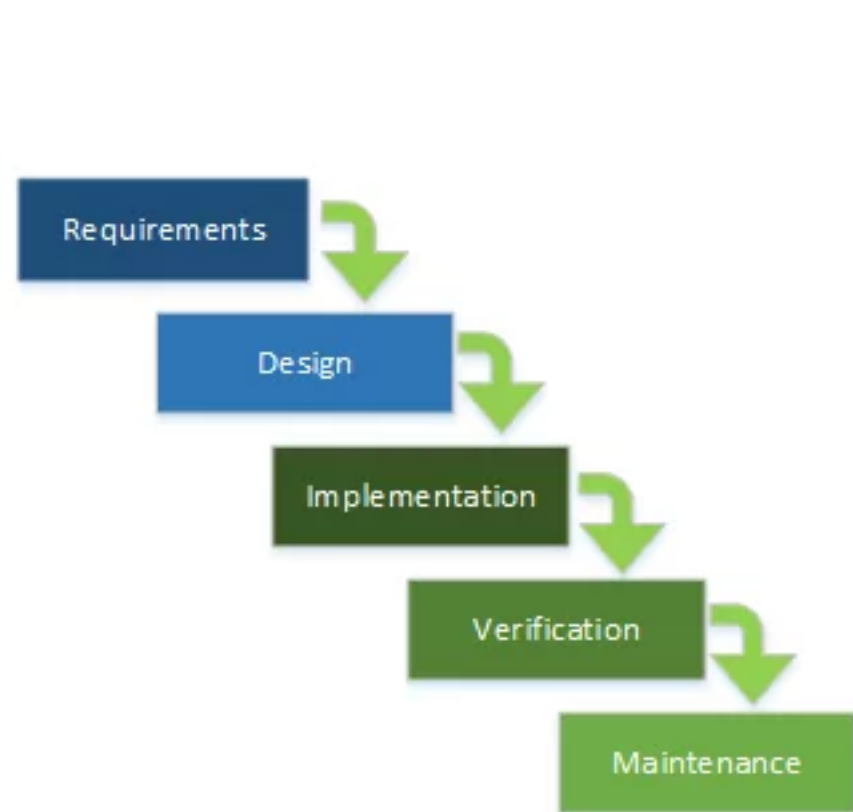 Requirements
Design
Implementation
Verification
Maintenance